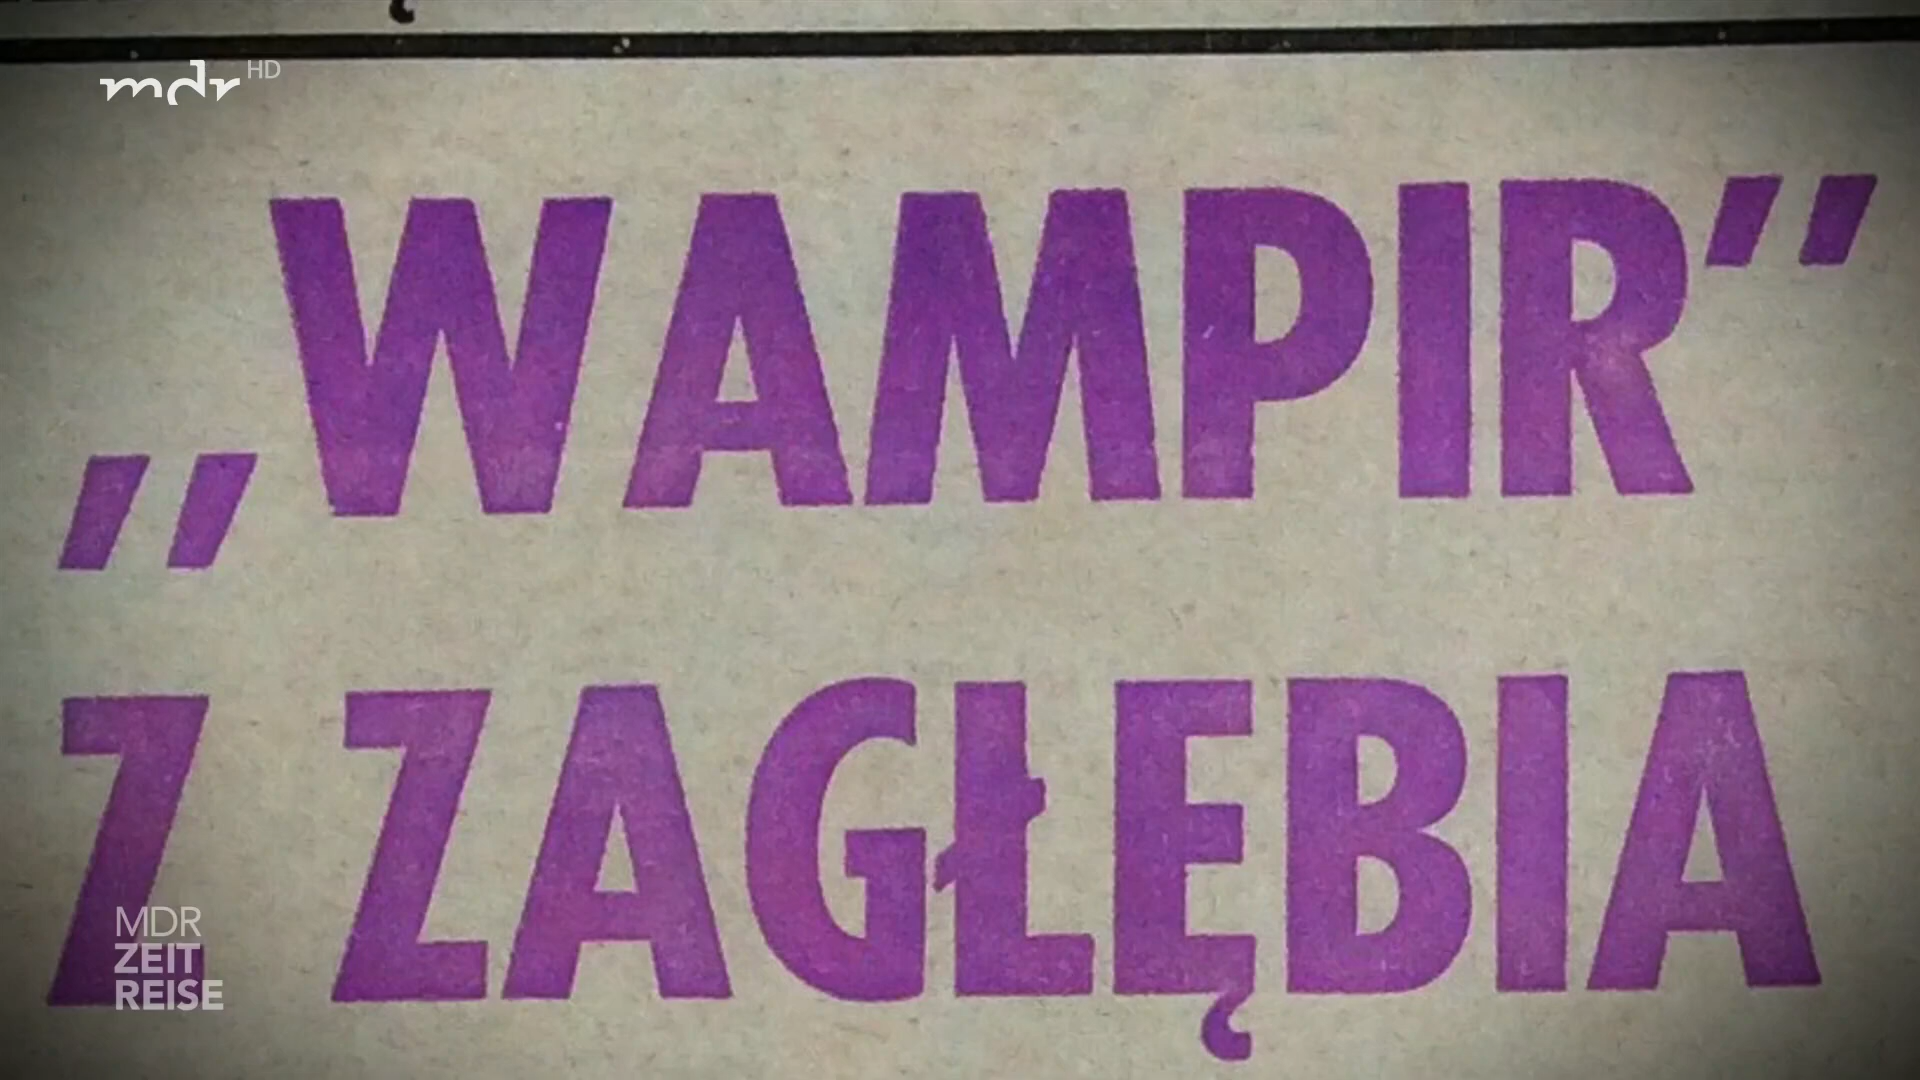 mdr HD
„WAMPIR”
Z ZAGŁĘBIA
MDR
ZEIT
REISE